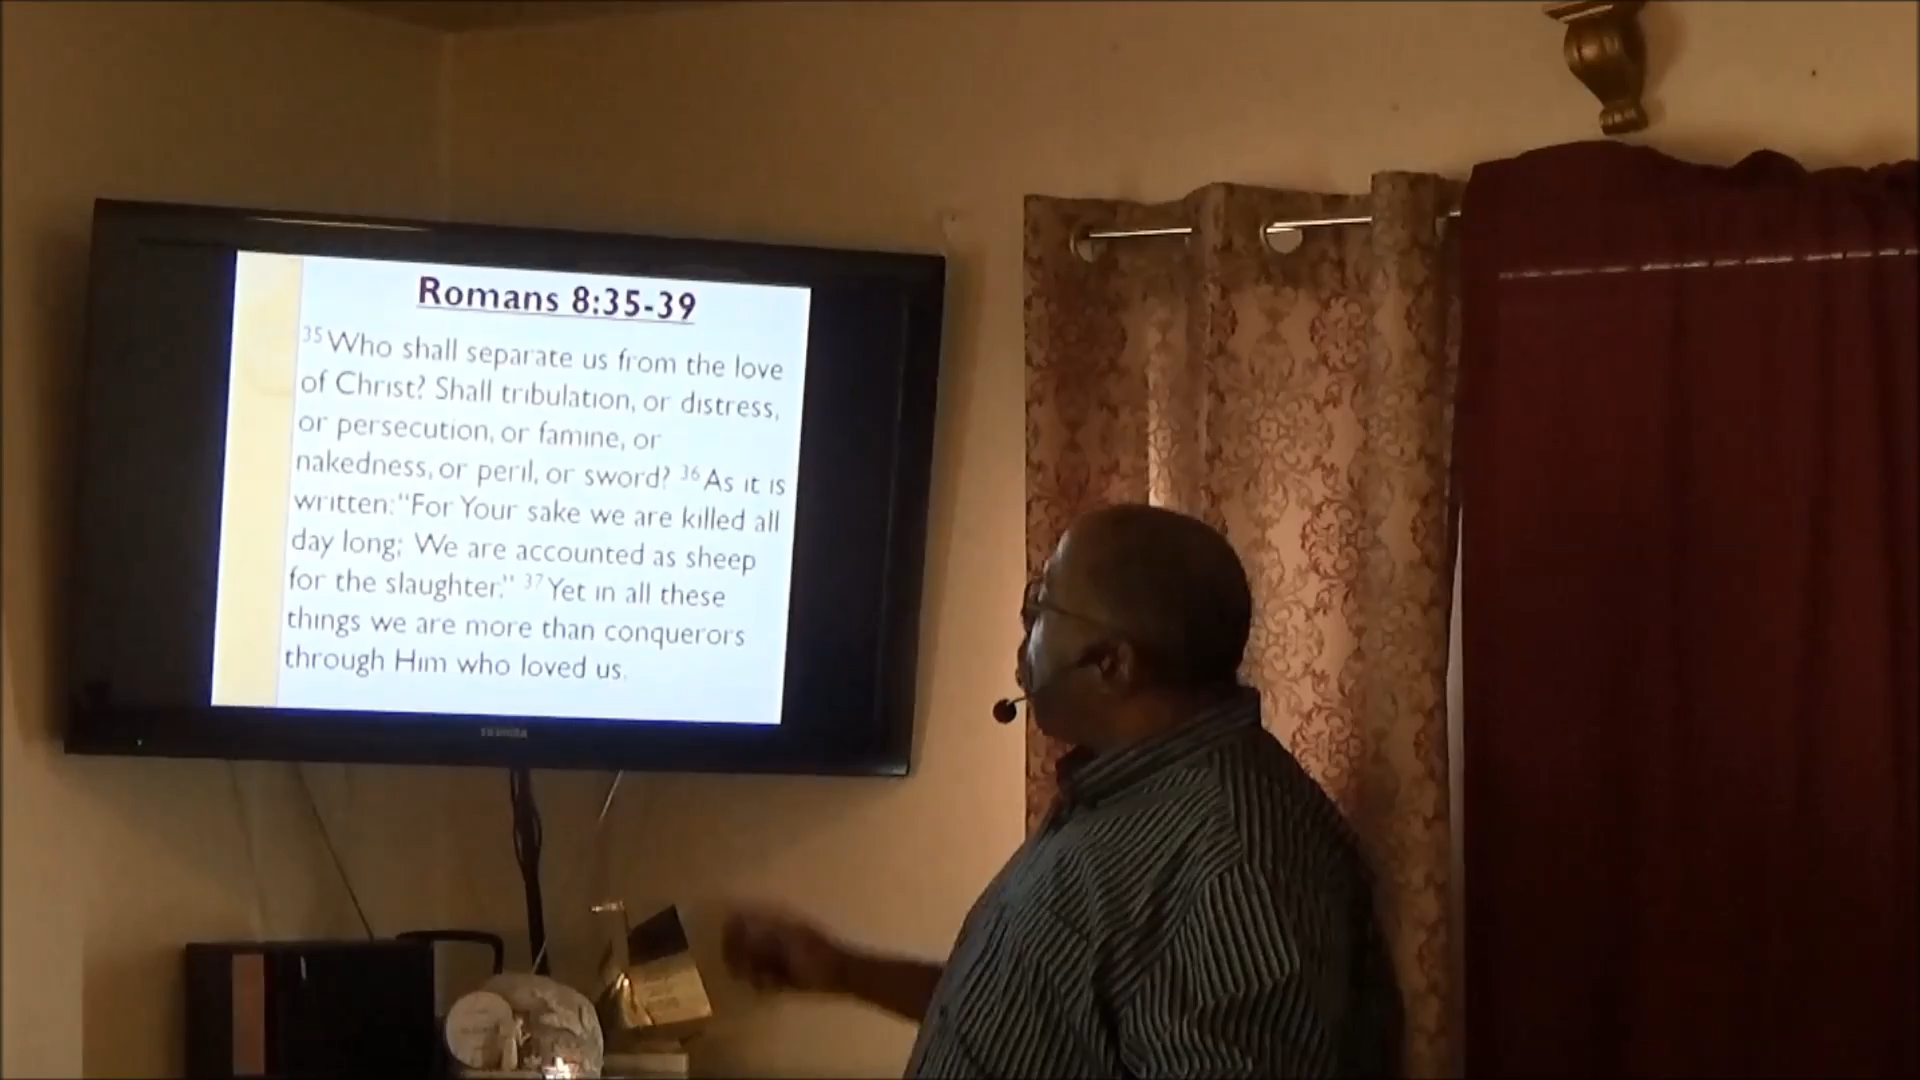 Romans 8:35-39
35 Who shall separate us from the love
of Christ? Shall tribulation, or distress,
or persecution, or famine, or
nakedness, or peril, or sword? 36 As it is
written: "For Your sake we are killed all
day long; We are accounted as sheep
for the slaughter." 37 Yet in all these
things we are more than conquerors
through Him who loved us.
TOSHIBA